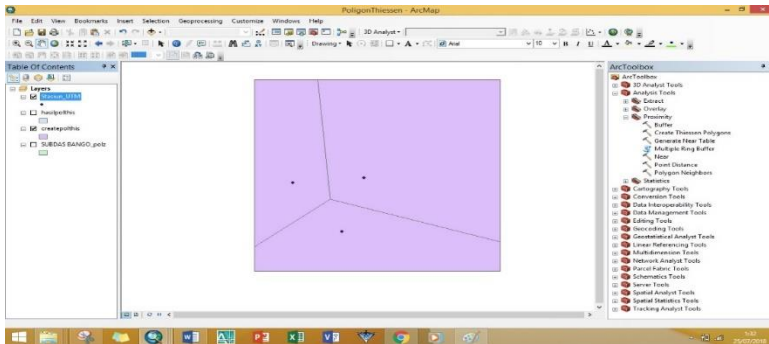 PoligonThiessen - ArcMap
File Edit View Bookmarks Insert Selection Geoprocessing Customize Windows Help
3D Analyst
Drawing
Arial
10
B I U A
Table Of Contents
Layers
Stasiun_UTM
hasilpolthis
createpolthis
SUBDAS BANGO_polz
ArcToolbox
ArcToolbox
3D Analyst Tools
Analysis Tools
Extract
Overlay
Proximity
Buffer
Create Thiessen Polygons
Generate Near Table
Multiple Ring Buffer
Near
Point Distance
Polygon Neighbors
Statistics
Cartography Tools
Conversion Tools
Data Interoperability Tools
Data Management Tools
Editing Tools
Geocoding Tools
Geostatistical Analyst Tools
Linear Referencing Tools
Multidimension Tools
Network Analyst Tools
Parcel Fabric Tools
Schematics Tools
Server Tools
Spatial Analyst Tools
Spatial Statistics Tools
Tracking Analyst Tools